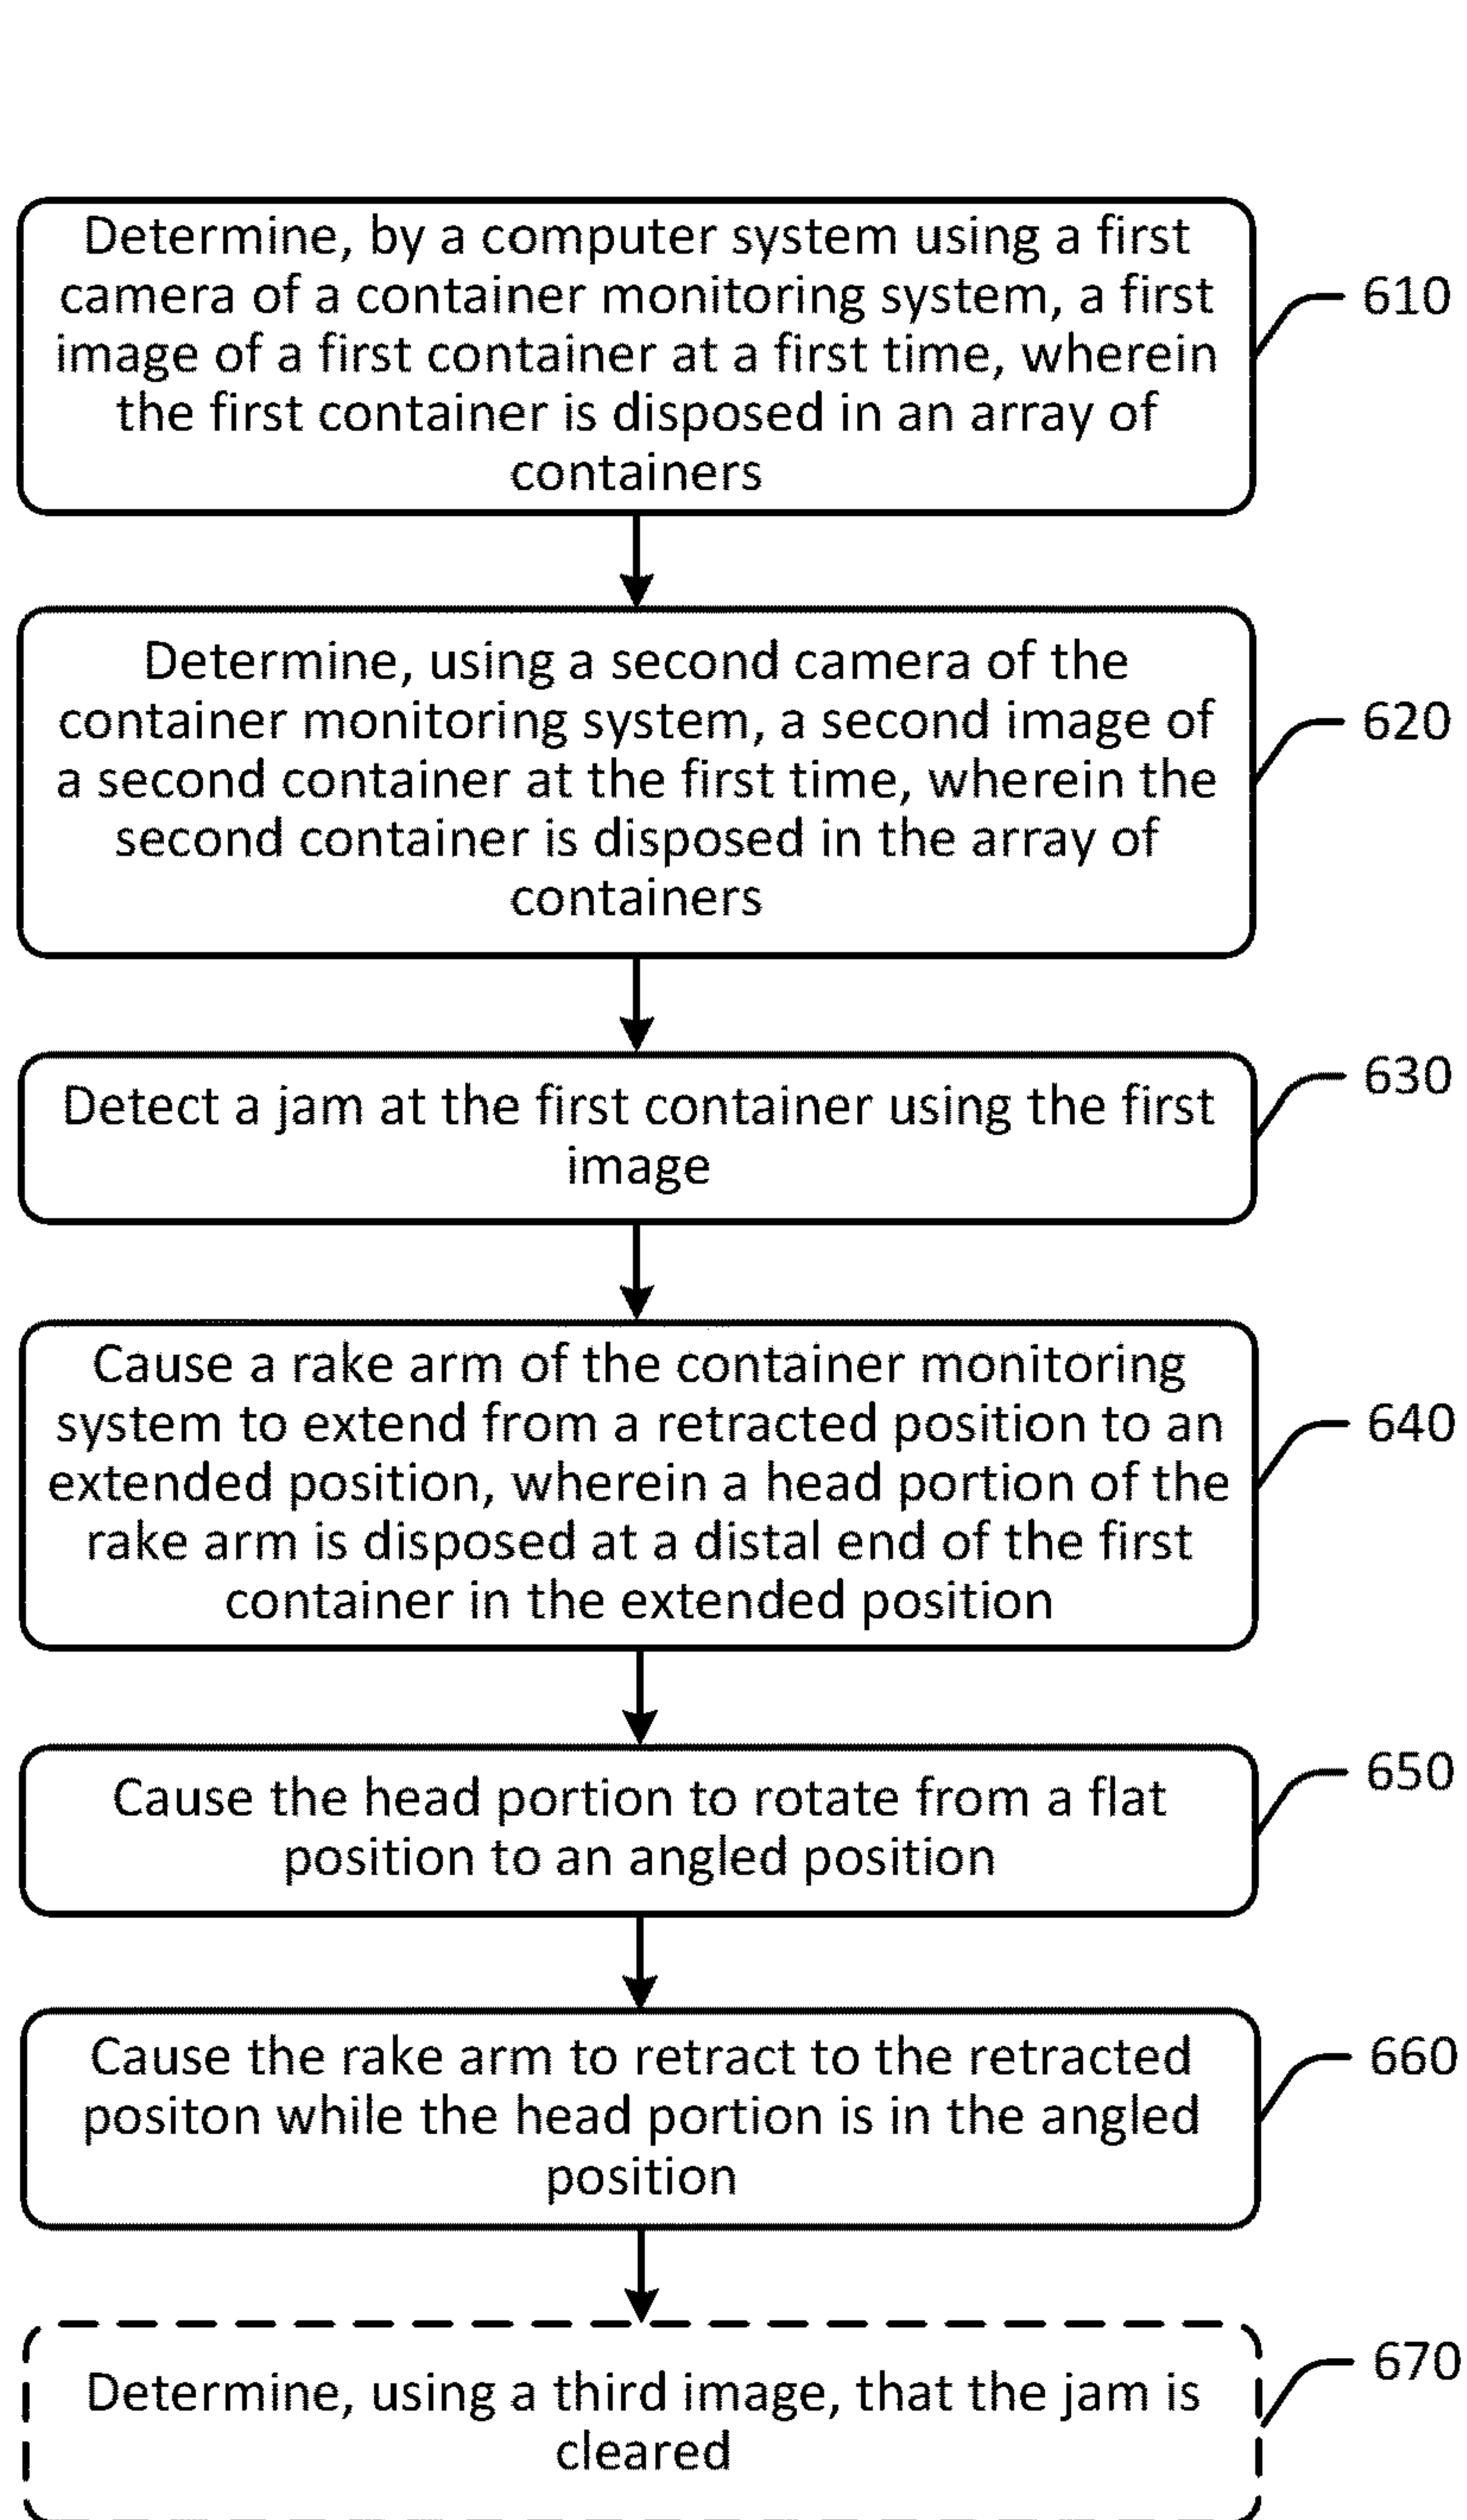 Determine, by a computer system using a first
camera of a container monitoring system, a first
image of a first container at a first time, wherein
the first container is disposed in an array of
containers
610
Determine, using a second camera of the
container monitoring system, a second image of
a second container at the first time, wherein the
second container is disposed in the array of
containers
620
Detect a jam at the first container using the first
image
630
Cause a rake arm of the container monitoring
system to extend from a retracted position to an
extended position, wherein a head portion of the
rake arm is disposed at a distal end of the first
container in the extended position
640
Cause the head portion to rotate from a flat
position to an angled position
650
Cause the rake arm to retract to the retracted
positon while the head portion is in the angled
position
660
Determine, using a third image, that the jam is
cleared
670